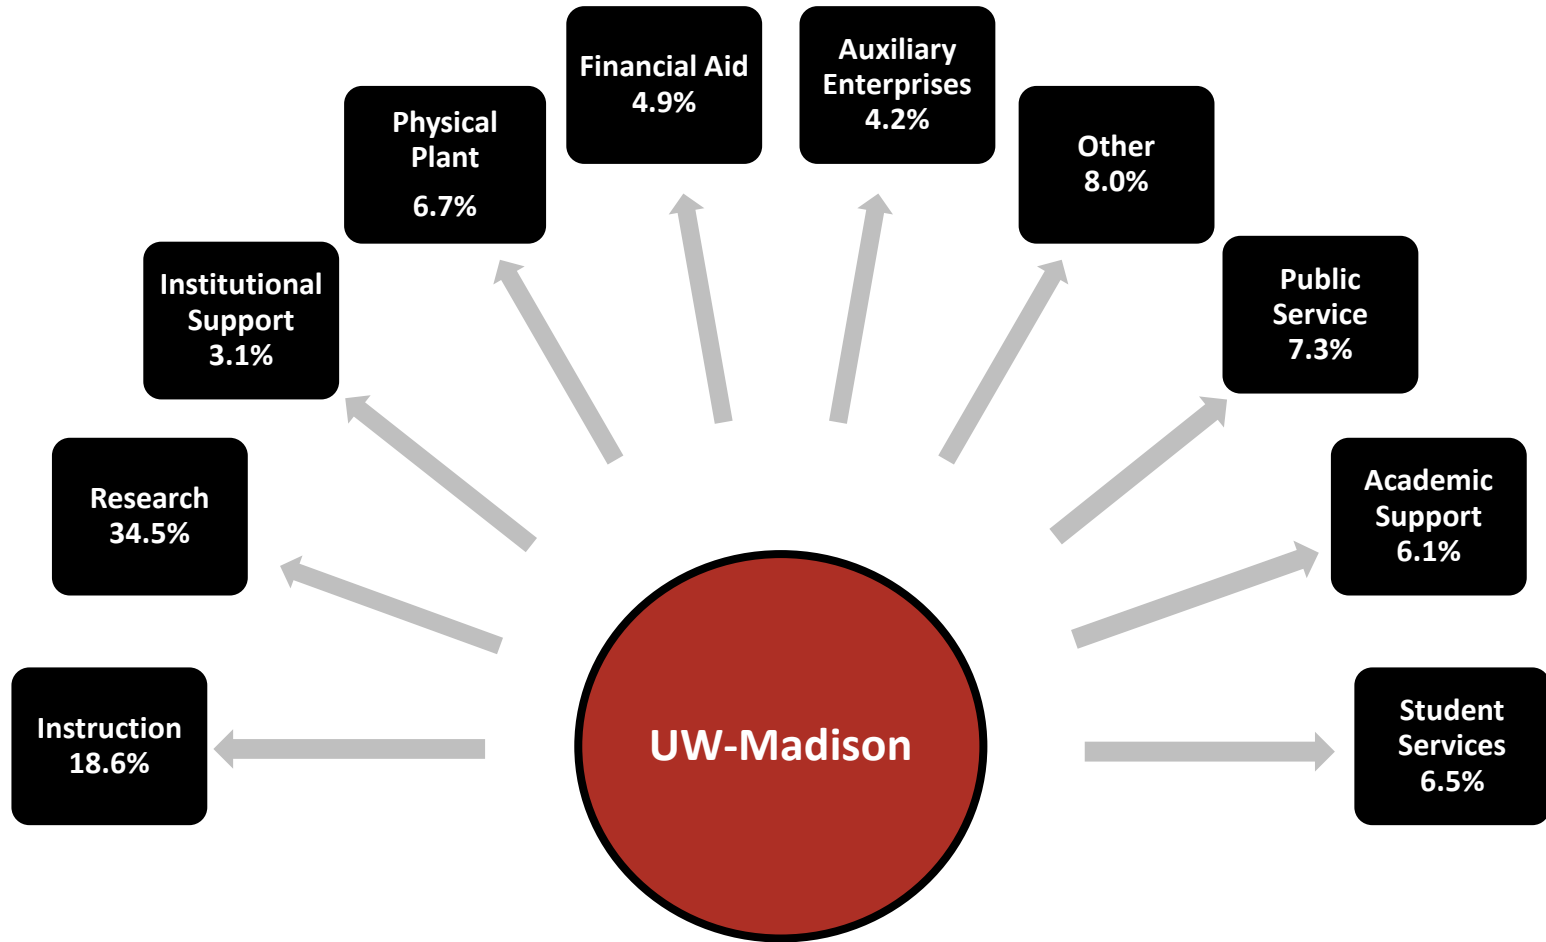 Financial Aid
4.9%
Auxiliary
Enterprises
4.2%
Physical
Plant
6.7%
Other
8.0%
Institutional
Support
3.1%
Public
Service
7.3%
Research
34.5%
Academic
Support
6.1%
Instruction
18.6%
UW-Madison
Student
Services
6.5%